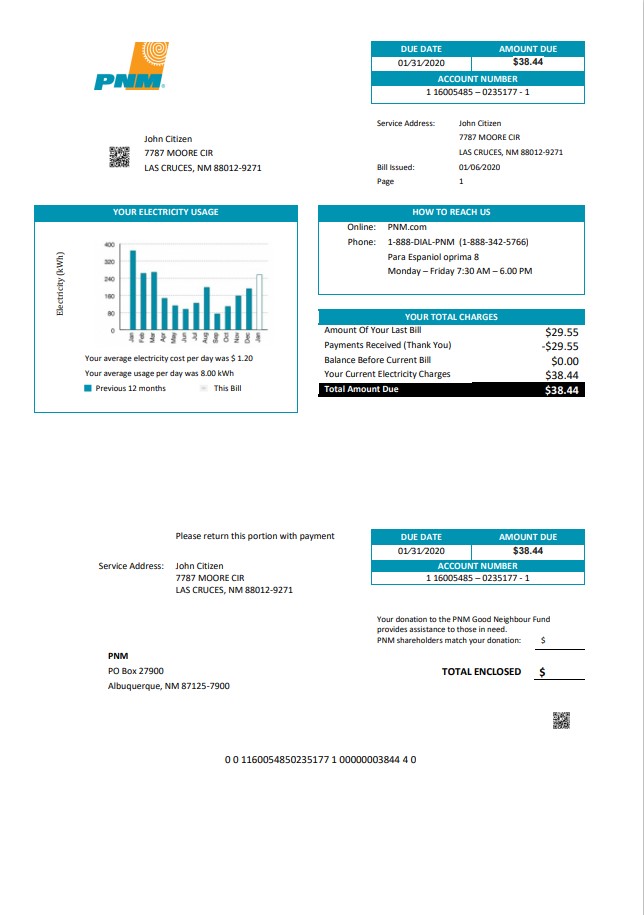 PNM
DUE DATE AMOUNT DUE
01/31/2020 $38.44
ACCOUNT NUMBER
1 16005485 – 0235177 - 1
John Citizen
7787 MOORE CIR
LAS CRUCES, NM 88012-9271
Service Address: John Citizen
7787 MOORE CIR
LAS CRUCES, NM 88012-9271
Bill Issued: 01/06/2020
Page 1
YOUR ELECTRICITY USAGE
Electricity (kWh)
400
320
240
160
80
0
Jan Feb Mar Apr May Jun Jul Aug Sep Oct Nov Dec Jan
Your average electricity cost per day was $ 1.20
Your average usage per day was 8.00 kWh
Previous 12 months This Bill
HOW TO REACH US
Online: PNM.com
Phone: 1-888-DIAL-PNM (1-888-342-5766)
Para Espaniol oprima 8
Monday – Friday 7:30 AM – 6.00 PM
YOUR TOTAL CHARGES
Amount Of Your Last Bill $29.55
Payments Received (Thank You) -$29.55
Balance Before Current Bill $0.00
Your Current Electricity Charges $38.44
Total Amount Due $38.44
Please return this portion with payment
Service Address: John Citizen
7787 MOORE CIR
LAS CRUCES, NM 88012-9271
DUE DATE AMOUNT DUE
01/31/2020 $38.44
ACCOUNT NUMBER
1 16005485 – 0235177 - 1
Your donation to the PNM Good Neighbour Fund
provides assistance to those in need.
PNM shareholders match your donation: $
PNM
PO Box 27900
Albuquerque, NM 87125-7900
TOTAL ENCLOSED $
0 0 1160054850235177 1 00000003844 4 0